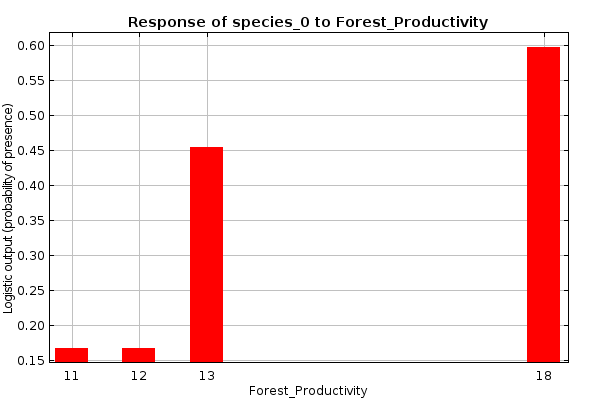 Response of species_0 to Forest_Productivity
Logistic output (probability of presence)
0.60
0.55
0.50
0.45
0.40
0.35
0.30
0.25
0.20
0.15
11 12 13 18
Forest_Productivity